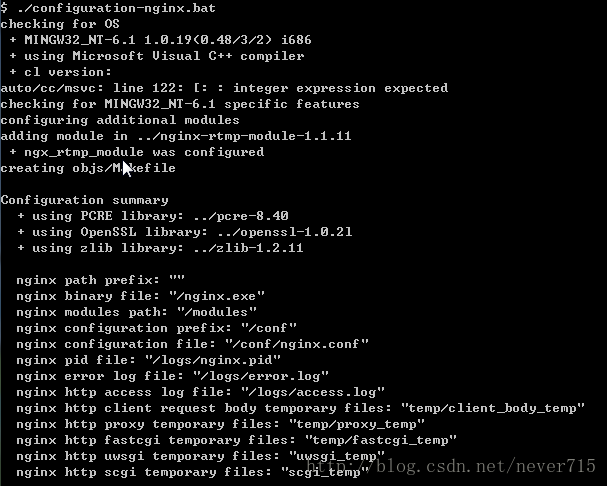 $ ./configuration-nginx.bat
checking for OS
 + MINGW32_NT-6.1 1.0.19(0.48/3/2) i686
 + using Microsoft Visual C++ compiler
 + cl version:
auto/cc/msvc: line 122: [: : integer expression expected
checking for MINGW32_NT-6.1 specific features
configuring additional modules
adding module in ../nginx-rtmp-module-1.1.11
 + ngx_rtmp_module was configured
creating objs/Makefile

Configuration summary
  + using PCRE library: ../pcre-8.40
  + using OpenSSL library: ../openssl-1.0.2l
  + using zlib library: ../zlib-1.2.11

  nginx path prefix: ""
  nginx binary file: "/nginx.exe"
  nginx modules path: "/modules"
  nginx configuration prefix: "/conf"
  nginx configuration file: "/conf/nginx.conf"
  nginx pid file: "/logs/nginx.pid"
  nginx error log file: "/logs/error.log"
  nginx http access log file: "/logs/access.log"
  nginx http client request body temporary files: "temp/client_body_temp"
  nginx http proxy temporary files: "temp/proxy_temp"
  nginx http fastcgi temporary files: "temp/fastcgi_temp"
  nginx http uwsgi temporary files: "uwsgi_temp"
  nginx http scgi temporary files: "scgi_temp"
http://blog.csdn.net/never715